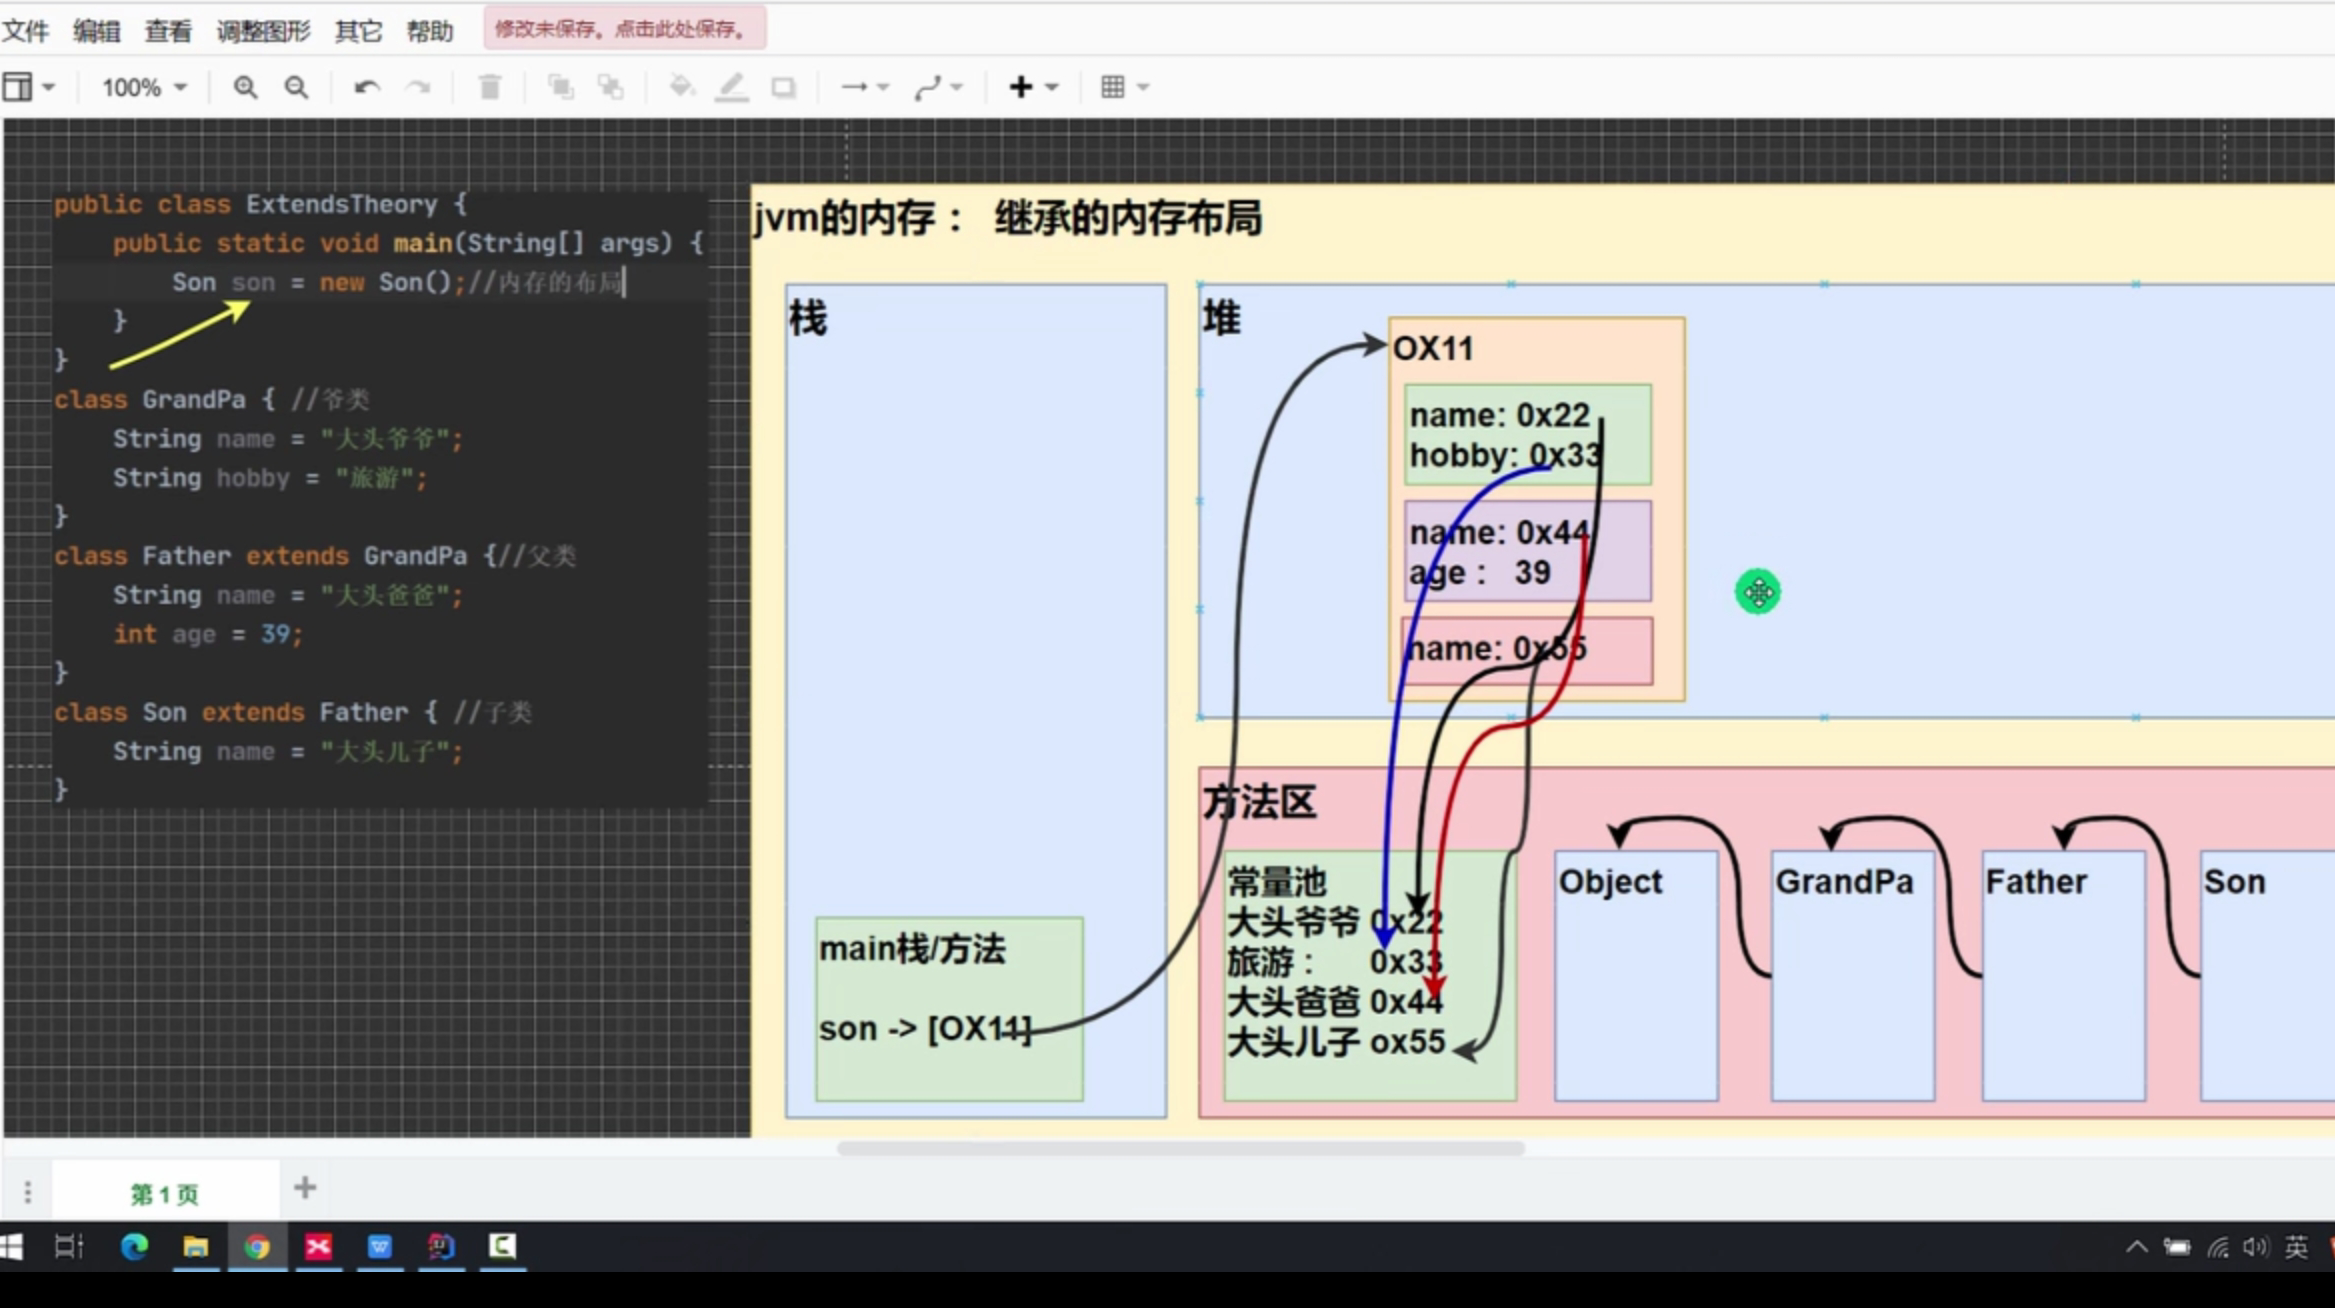 文件 编辑 查看 调整图形 其它 帮助 修改未保存。点击此处保存。
100%
public class ExtendsTheory {
public static void main(String[] args) {
Son son = new Son();//内存的布局
}
}
class GrandPa { //爷类
String name = "大头爷爷";
String hobby = "旅游";
}
class Father extends GrandPa {//父类
String name = "大头爸爸";
int age = 39;
}
class Son extends Father { //子类
String name = "大头儿子";
}
jvm的内存： 继承的内存布局
栈
main栈/方法
son -> [OX11]
堆
OX11
name: 0x22
hobby: 0x33
name: 0x44
age： 39
name: 0x55
方法区
常量池
大头爷爷 0x22
旅游： 0x33
大头爸爸 0x44
大头儿子 ox55
Object
GrandPa
Father
Son
第 1 页
英